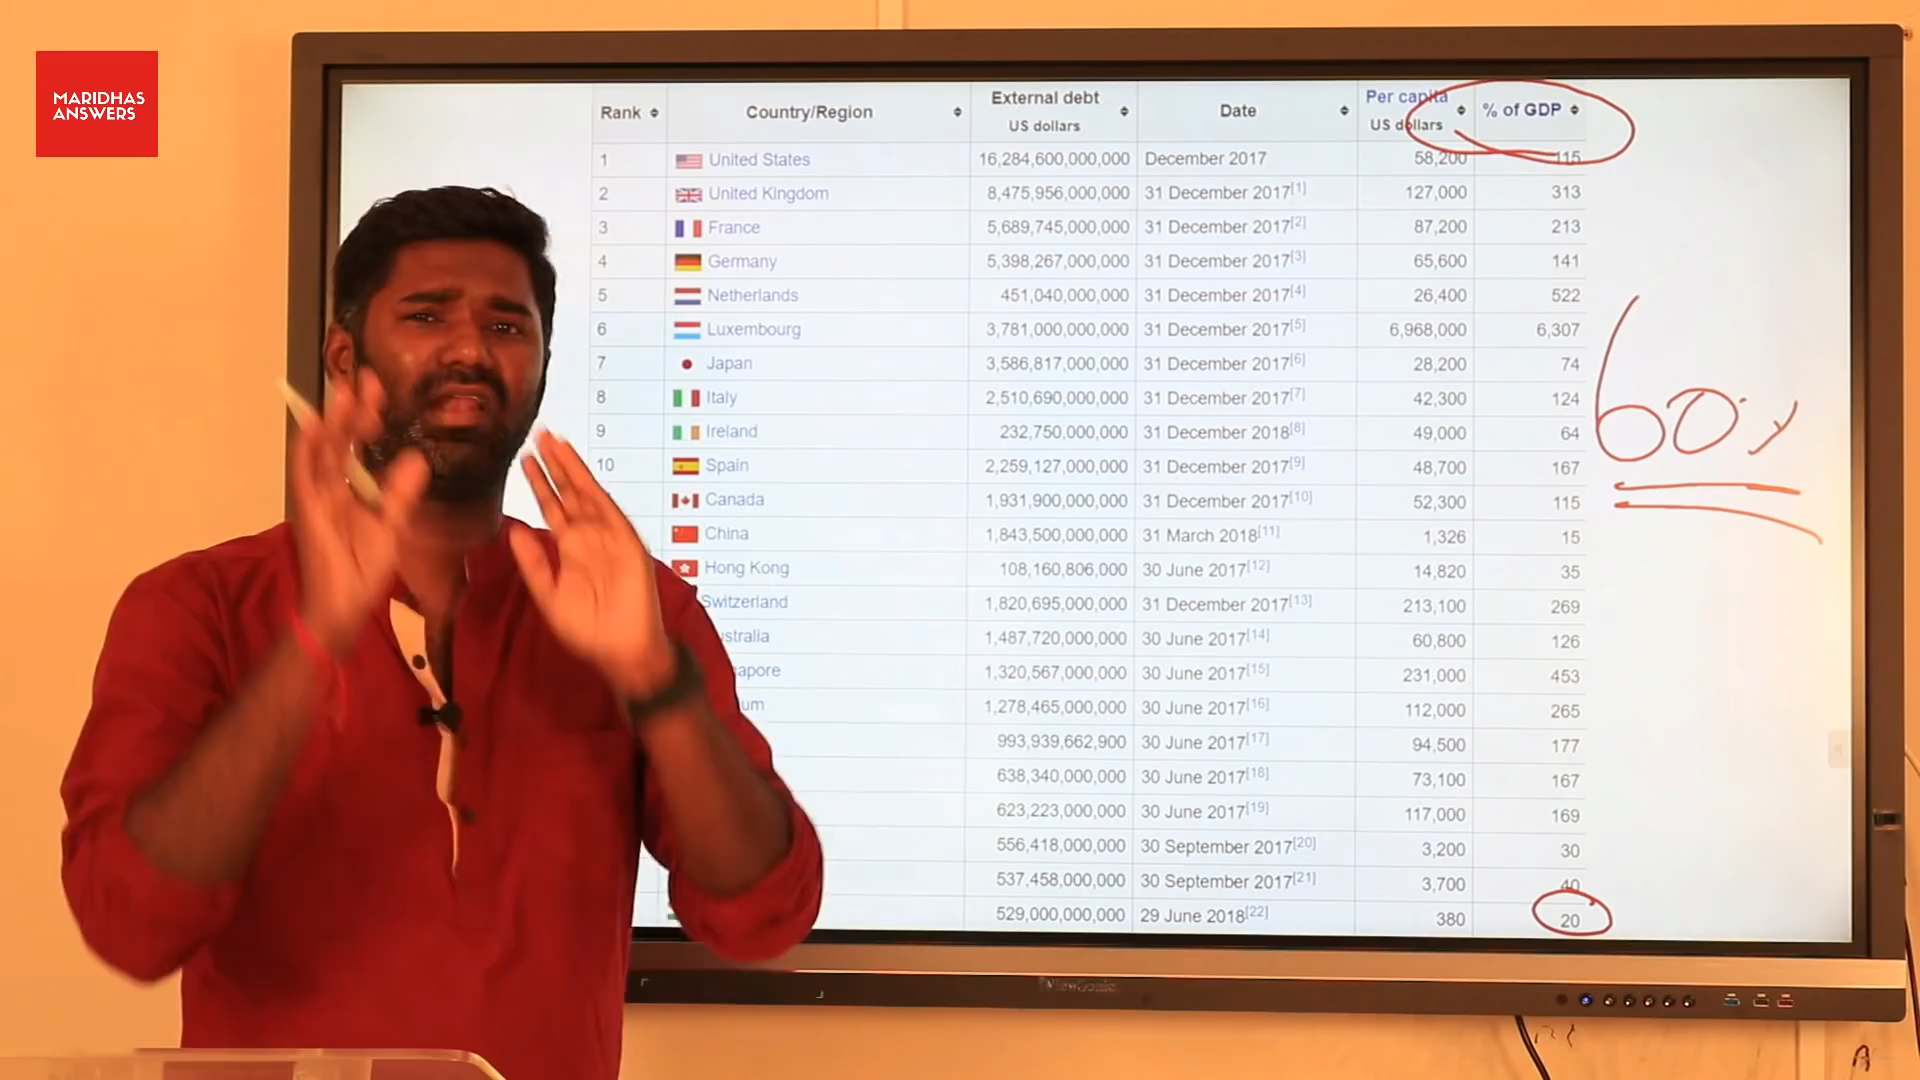 MARIDHAS
ANSWERS
Rank Country/Region External debt US dollars Date Per capita US dollars % of GDP
1 United States 16,284,600,000,000 December 2017 58,200 115
2 United Kingdom 8,475,956,000,000 31 December 2017[1] 127,000 313
3 France 5,689,745,000,000 31 December 2017[2] 87,200 213
4 Germany 5,398,267,000,000 31 December 2017[3] 65,600 141
5 Netherlands 451,040,000,000 31 December 2017[4] 26,400 522
6 Luxembourg 3,781,000,000,000 31 December 2017[5] 6,968,000 6,307
7 Japan 3,586,817,000,000 31 December 2017[6] 28,200 74
8 Italy 2,510,690,000,000 31 December 2017[7] 42,300 124
9 Ireland 232,750,000,000 31 December 2018[8] 49,000 64
10 Spain 2,259,127,000,000 31 December 2017[9] 48,700 167
Canada 1,931,900,000,000 31 December 2017[10] 52,300 115
China 1,843,500,000,000 31 March 2018[11] 1,326 15
Hong Kong 108,160,806,000 30 June 2017[12] 14,820 35
Switzerland 1,820,695,000,000 31 December 2017[13] 213,100 269
stralia 1,487,720,000,000 30 June 2017[14] 60,800 126
apore 1,320,567,000,000 30 June 2017[15] 231,000 453
um 1,278,465,000,000 30 June 2017[16] 112,000 265
993,939,662,900 30 June 2017[17] 94,500 177
638,340,000,000 30 June 2017[18] 73,100 167
623,223,000,000 30 June 2017[19] 117,000 169
556,418,000,000 30 September 2017[20] 3,200 30
537,458,000,000 30 September 2017[21] 3,700 40
529,000,000,000 29 June 2018[22] 380 20
60%
ViewSonic